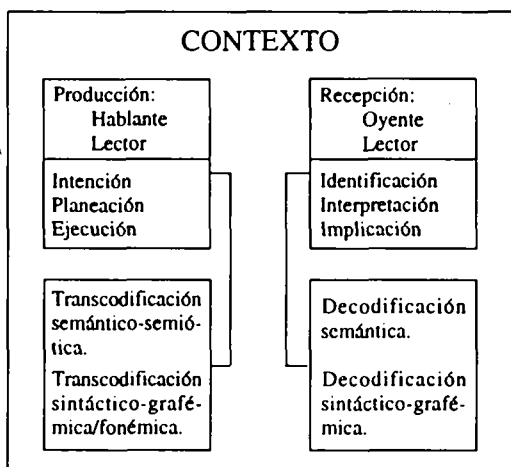 CONTEXTO
Producción:
Hablante
Lector
Intención
Planeación
Ejecución
Transcodificación
semántico-semió-
tica.
Transcodificación
sintáctico-grafé-
mica/fonémica.
Recepción:
Oyente
Lector
Identificación
Interpretación
Implicación
Decodificación
semántica.
Decodificación
sintáctico-grafé-
mica.